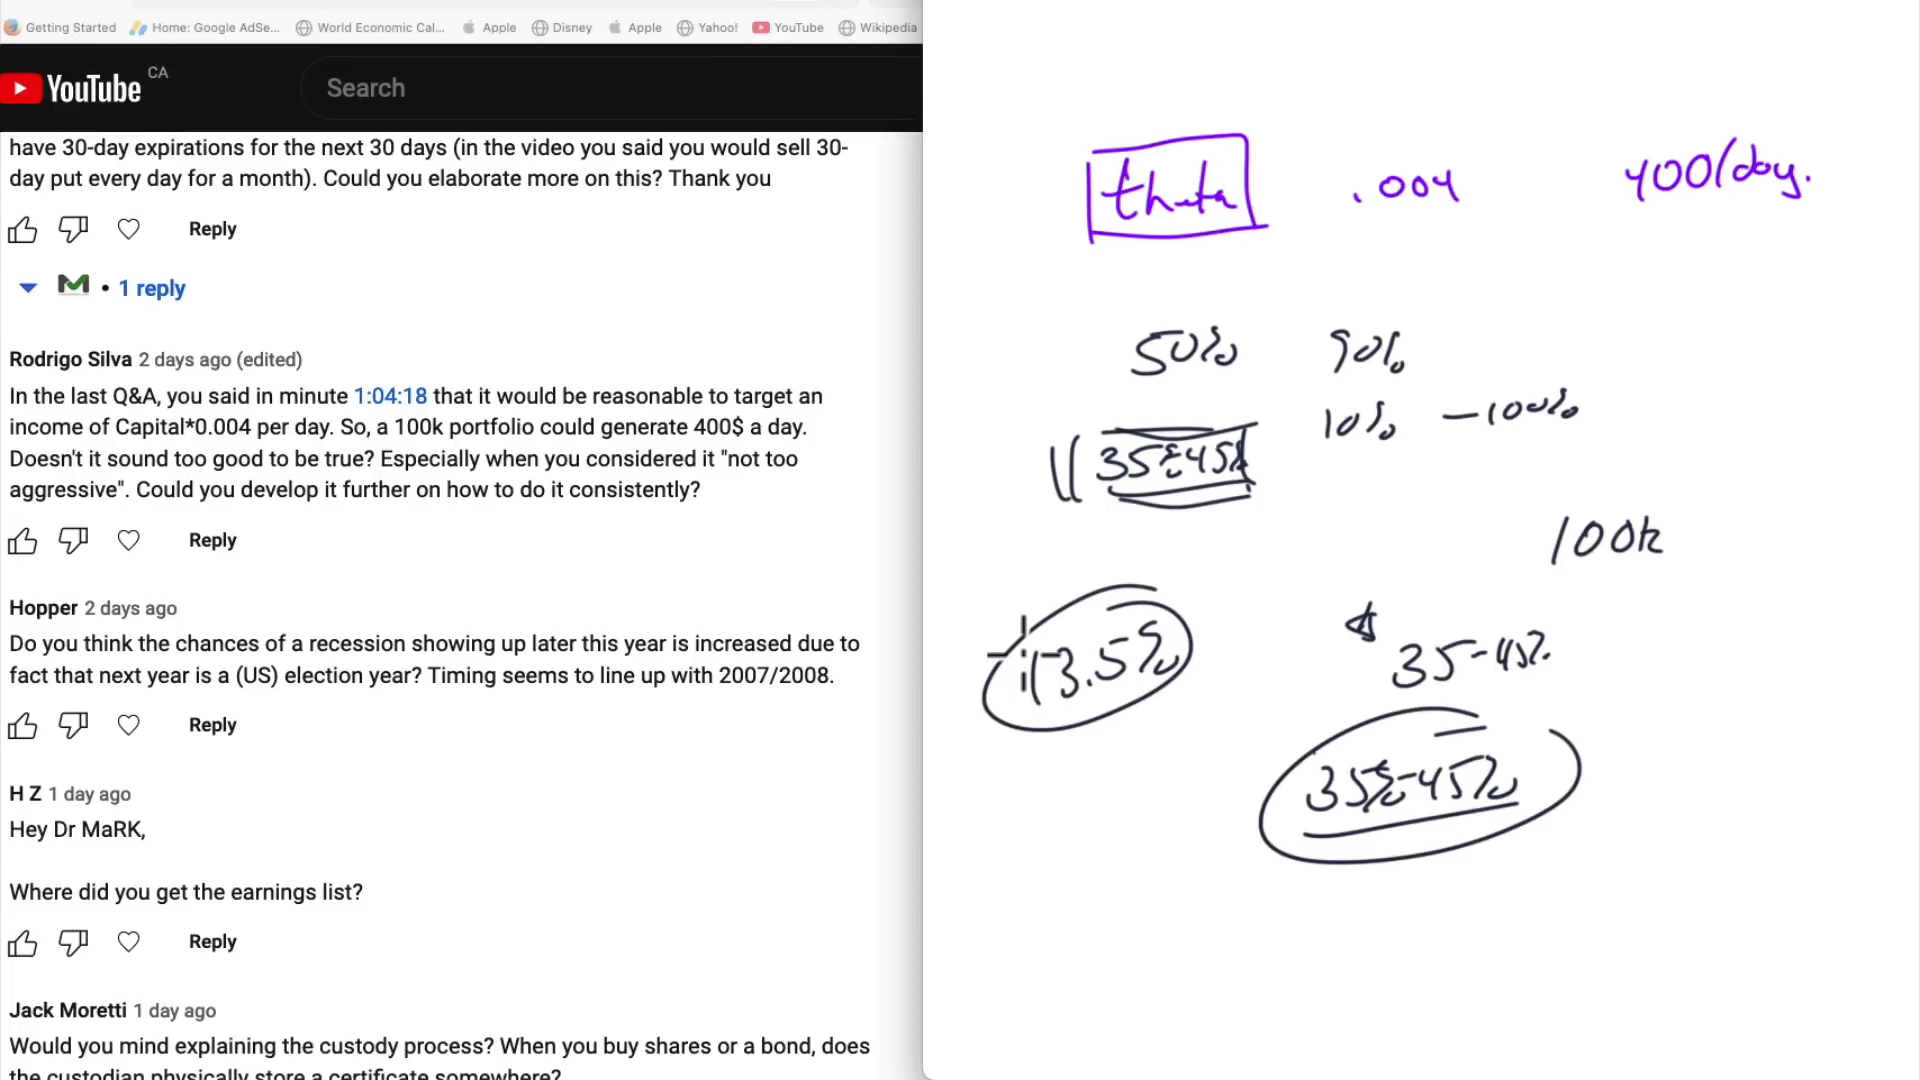 Getting Started
Home: Google AdSe...
World Economic Cal...
Apple
Disney
Apple
Yahoo!
YouTube
Wikipedia
YouTube CA
Search
have 30-day expirations for the next 30 days (in the video you said you would sell 30-
day put every day for a month). Could you elaborate more on this? Thank you
Reply
M • 1 reply
Rodrigo Silva 2 days ago (edited)
In the last Q&A, you said in minute 1:04:18 that it would be reasonable to target an
income of Capital*0.004 per day. So, a 100k portfolio could generate 400$ a day.
Doesn't it sound too good to be true? Especially when you considered it "not too
aggressive". Could you develop it further on how to do it consistently?
Reply
Hopper 2 days ago
Do you think the chances of a recession showing up later this year is increased due to
fact that next year is a (US) election year? Timing seems to line up with 2007/2008.
Reply
H Z 1 day ago
Hey Dr MaRK,
Where did you get the earnings list?
Reply
Jack Moretti 1 day ago
Would you mind explaining the custody process? When you buy shares or a bond, does
the custodian physically store a certificate somewhere?
theta .004 400/day.
50% 90%
10% -100%
35%-45%
100k
35-45%
35%-45%